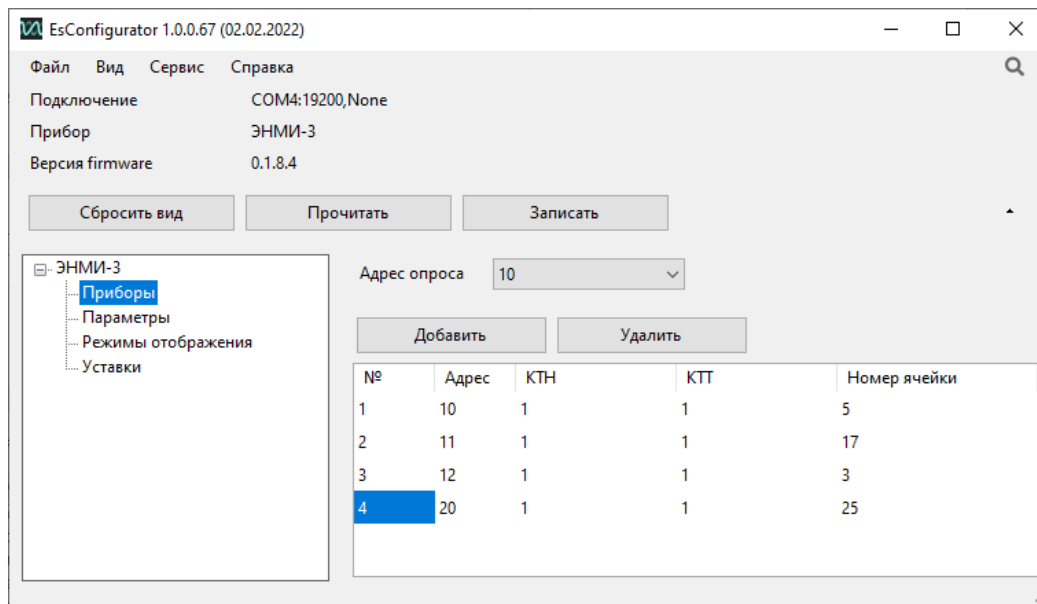 EsConfigurator 1.0.0.67 (02.02.2022)
Файл Вид Сервис Справка
Подключение COM4:19200,None
Прибор ЭНМИ-3
Версия firmware 0.1.8.4
Сбросить вид Прочитать Записать
ЭНМИ-3
Приборы
Параметры
Режимы отображения
Уставки
Адрес опроса 10
Добавить Удалить
№ Адрес КТН КТТ Номер ячейки
1 10 1 1 5
2 11 1 1 17
3 12 1 1 3
4 20 1 1 25